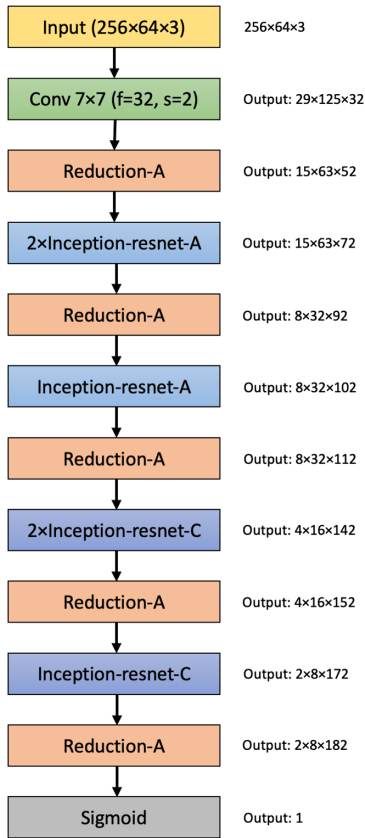 Input (256×64×3) 256×64×3
Conv 7×7 (f=32, s=2) Output: 29×125×32
Reduction-A Output: 15×63×52
2×Inception-resnet-A Output: 15×63×72
Reduction-A Output: 8×32×92
Inception-resnet-A Output: 8×32×102
Reduction-A Output: 8×32×112
2×Inception-resnet-C Output: 4×16×142
Reduction-A Output: 4×16×152
Inception-resnet-C Output: 2×8×172
Reduction-A Output: 2×8×182
Sigmoid Output: 1